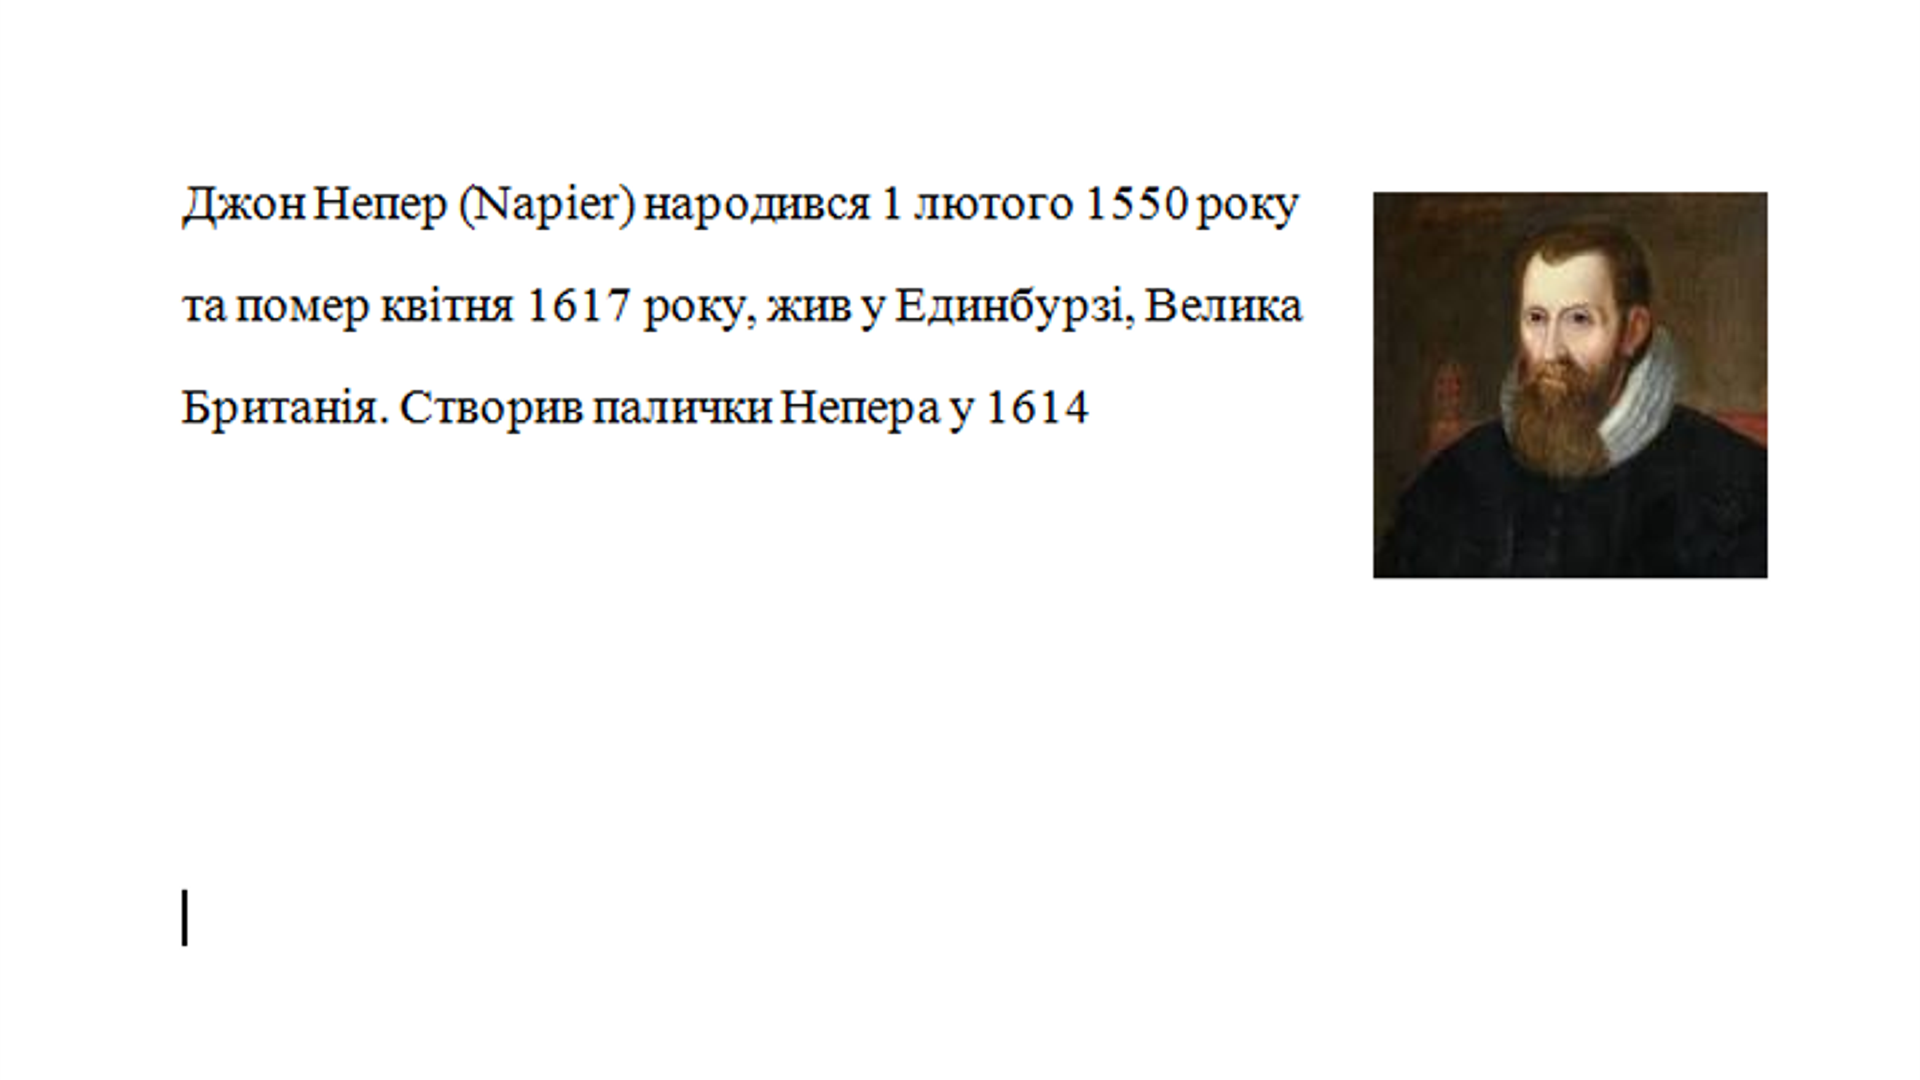 Джон Непер (Napier) народився 1 лютого 1550 року
та помер квітня 1617 року, жив у Единбурзі, Велика
Британія. Створив палички Непера у 1614